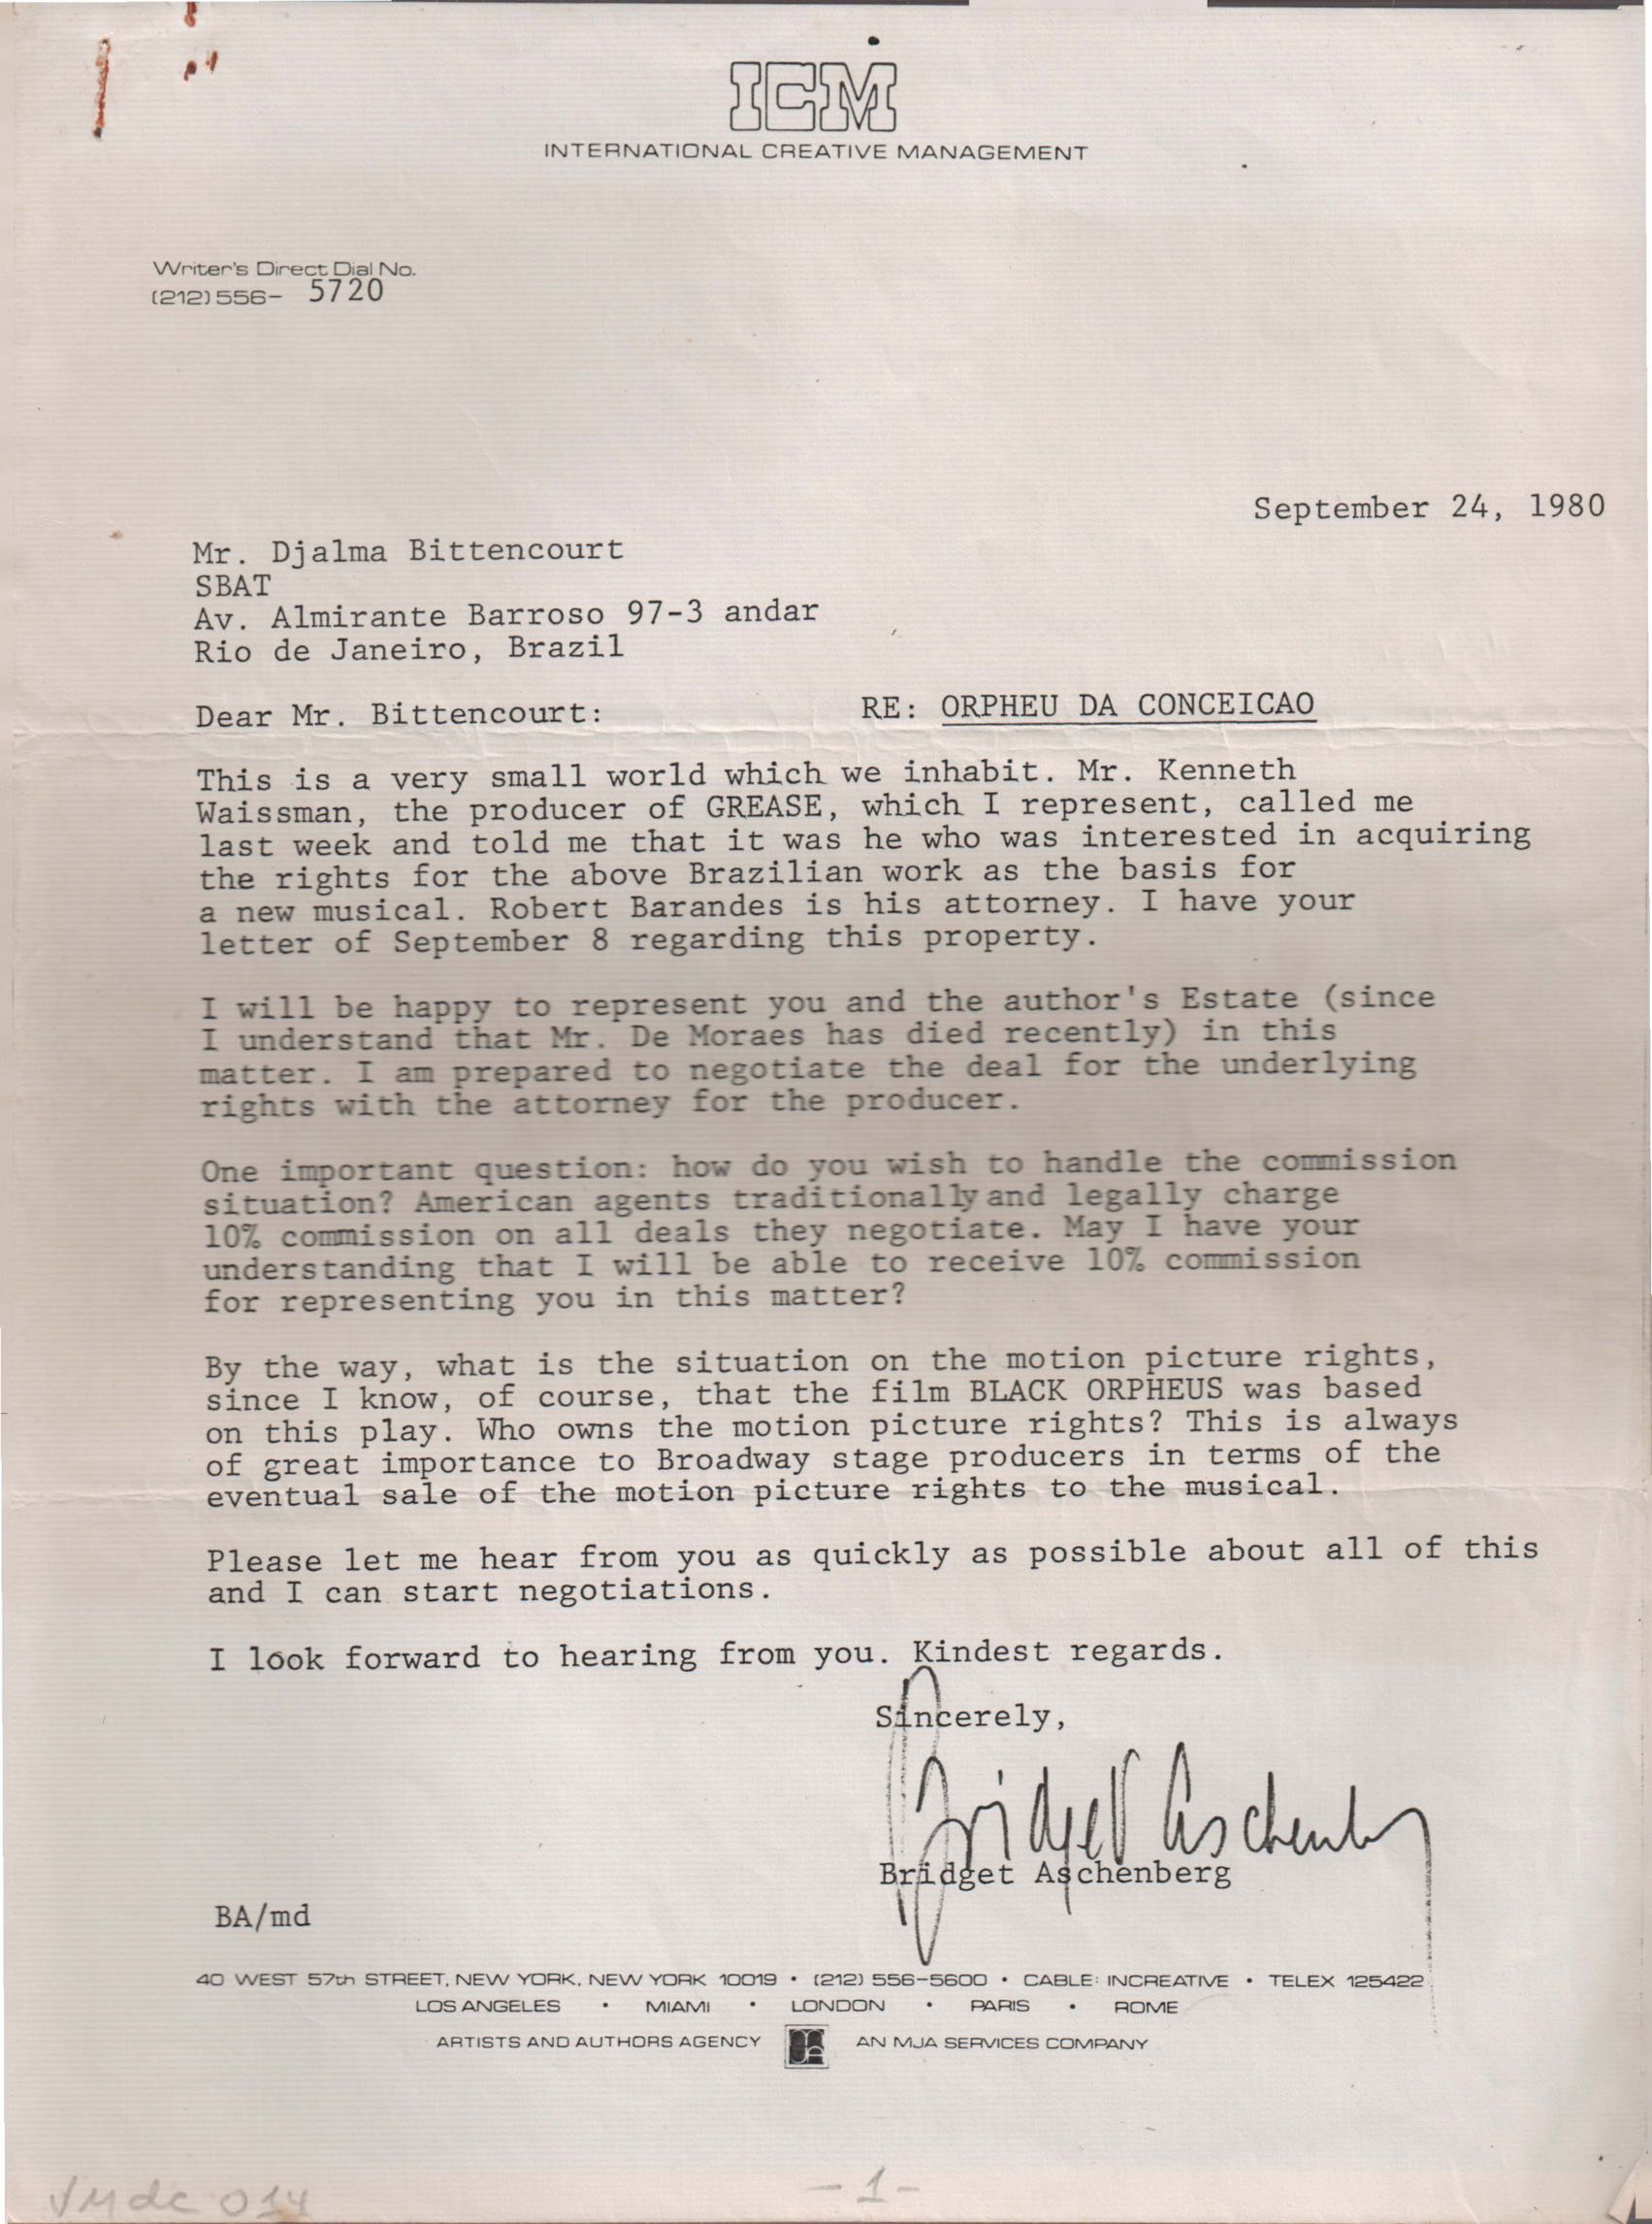 ICM
INTERNATIONAL CREATIVE MANAGEMENT
Writer's Direct Dial No.
(212) 556- 5720
September 24, 1980
Mr. Djalma Bittencourt
SBAT
Av. Almirante Barroso 97-3 andar
Rio de Janeiro, Brazil
Dear Mr. Bittencourt: RE: ORPHEU DA CONCEICAO
This is a very small world which we inhabit. Mr. Kenneth
Waissman, the producer of GREASE, which I represent, called me
last week and told me that it was he who was interested in acquiring
the rights for the above Brazilian work as the basis for
a new musical. Robert Barandes is his attorney. I have your
letter of September 8 regarding this property.
I will be happy to represent you and the author's Estate (since
I understand that Mr. De Moraes has died recently) in this
matter. I am prepared to negotiate the deal for the underlying
rights with the attorney for the producer.
One important question: how do you wish to handle the commission
situation? American agents traditionally and legally charge
10% commission on all deals they negotiate. May I have your
understanding that I will be able to receive 10% commission
for representing you in this matter?
By the way, what is the situation on the motion picture rights,
since I know, of course, that the film BLACK ORPHEUS was based
on this play. Who owns the motion picture rights? This is always
of great importance to Broadway stage producers in terms of the
eventual sale of the motion picture rights to the musical.
Please let me hear from you as quickly as possible about all of this
and I can start negotiations.
I look forward to hearing from you. Kindest regards.
Sincerely,
Bridget Aschenberg
Bridget Aschenberg
BA/md
40 WEST 57th STREET, NEW YORK, NEW YORK 10019 • (212) 556-5600 • CABLE: INCREATIVE • TELEX 125422
LOS ANGELES • MIAMI • LONDON • PARIS • ROME
ARTISTS AND AUTHORS AGENCY AN MJA SERVICES COMPANY
VMdc 014 -1-